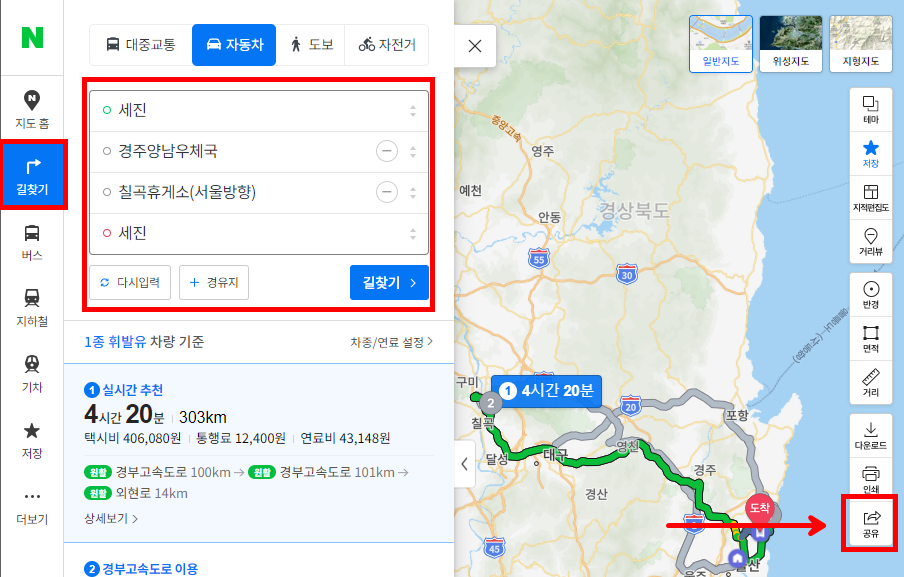 N
대중교통
자동차
도보
자전거
지도 홈
길찾기
버스
지하철
기차
저장
더보기
세진
경주양남우체국
칠곡휴게소(서울방향)
세진
다시입력
+ 경유지
길찾기 >
1종 휘발유 차량 기준
차종/연료 설정 >
1 실시간 추천
4시간 20분 | 303km
택시비 406,080원 | 통행료 12,400원 | 연료비 43,148원
원활 경부고속도로 100km → 원활 경부고속도로 101km →
원활 외현로 14km
상세보기 >
2 경부고속도로 이용
일반지도
위성지도
지형지도
테마
저장
지적편집도
거리뷰
반경
면적
거리
다운로드
인쇄
공유
중앙고속
영주
예천
안동
경상북도
55
30
구미
1 4시간 20분
2
20
칠곡
포항
달성
대구
영천
경주
경산
도착
45
울산